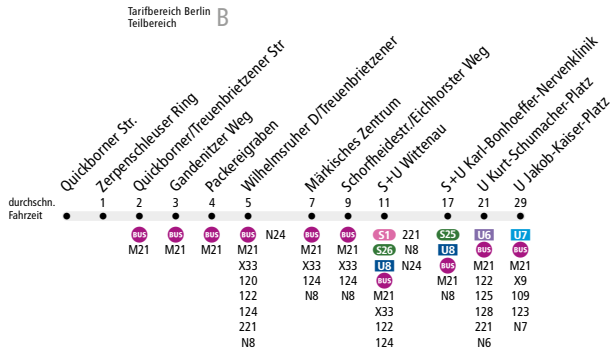 Tarifbereich Berlin
Teilbereich
B
Quickborner Str.
Zerpenschleuser Ring
Quickborner/Treuenbrietzener Str
Gandenitzer Weg
Packereigraben
Wilhelmsruher D/Treuenbrietzener
Märkisches Zentrum
Schorfheidestr./Eichhorster Weg
S+U Wittenau
S+U Karl-Bonhoeffer-Nervenklinik
U Kurt-Schumacher-Platz
U Jakob-Kaiser-Platz
durchschn. 1 2 3 4 5 7 9 11 17 21 29
Fahrzeit
BUS BUS BUS BUS N24 BUS BUS S1 221 S25 U6 U7
M21 M21 M21 M21 M21 M21 S26 N8 U8 BUS BUS
X33 X33 X33 U8 N24 BUS M21 M21
120 124 124 BUS M21 122 X9
122 N8 N8 M21 N8 125 109
124 X33 128 123
221 122 221 N7
N8 124 N6